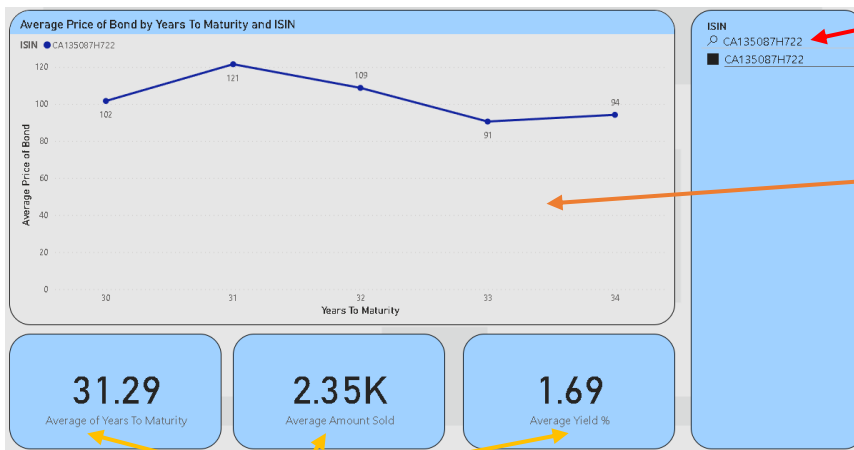 Average Price of Bond by Years To Maturity and ISIN
ISIN CA135087H722
120
100
80
60
40
20
0
Average Price of Bond
102
121
109
91
94
30 31 32 33 34
Years To Maturity
ISIN
CA135087H722
CA135087H722
31.29
Average of Years To Maturity
2.35K
Average Amount Sold
1.69
Average Yield %